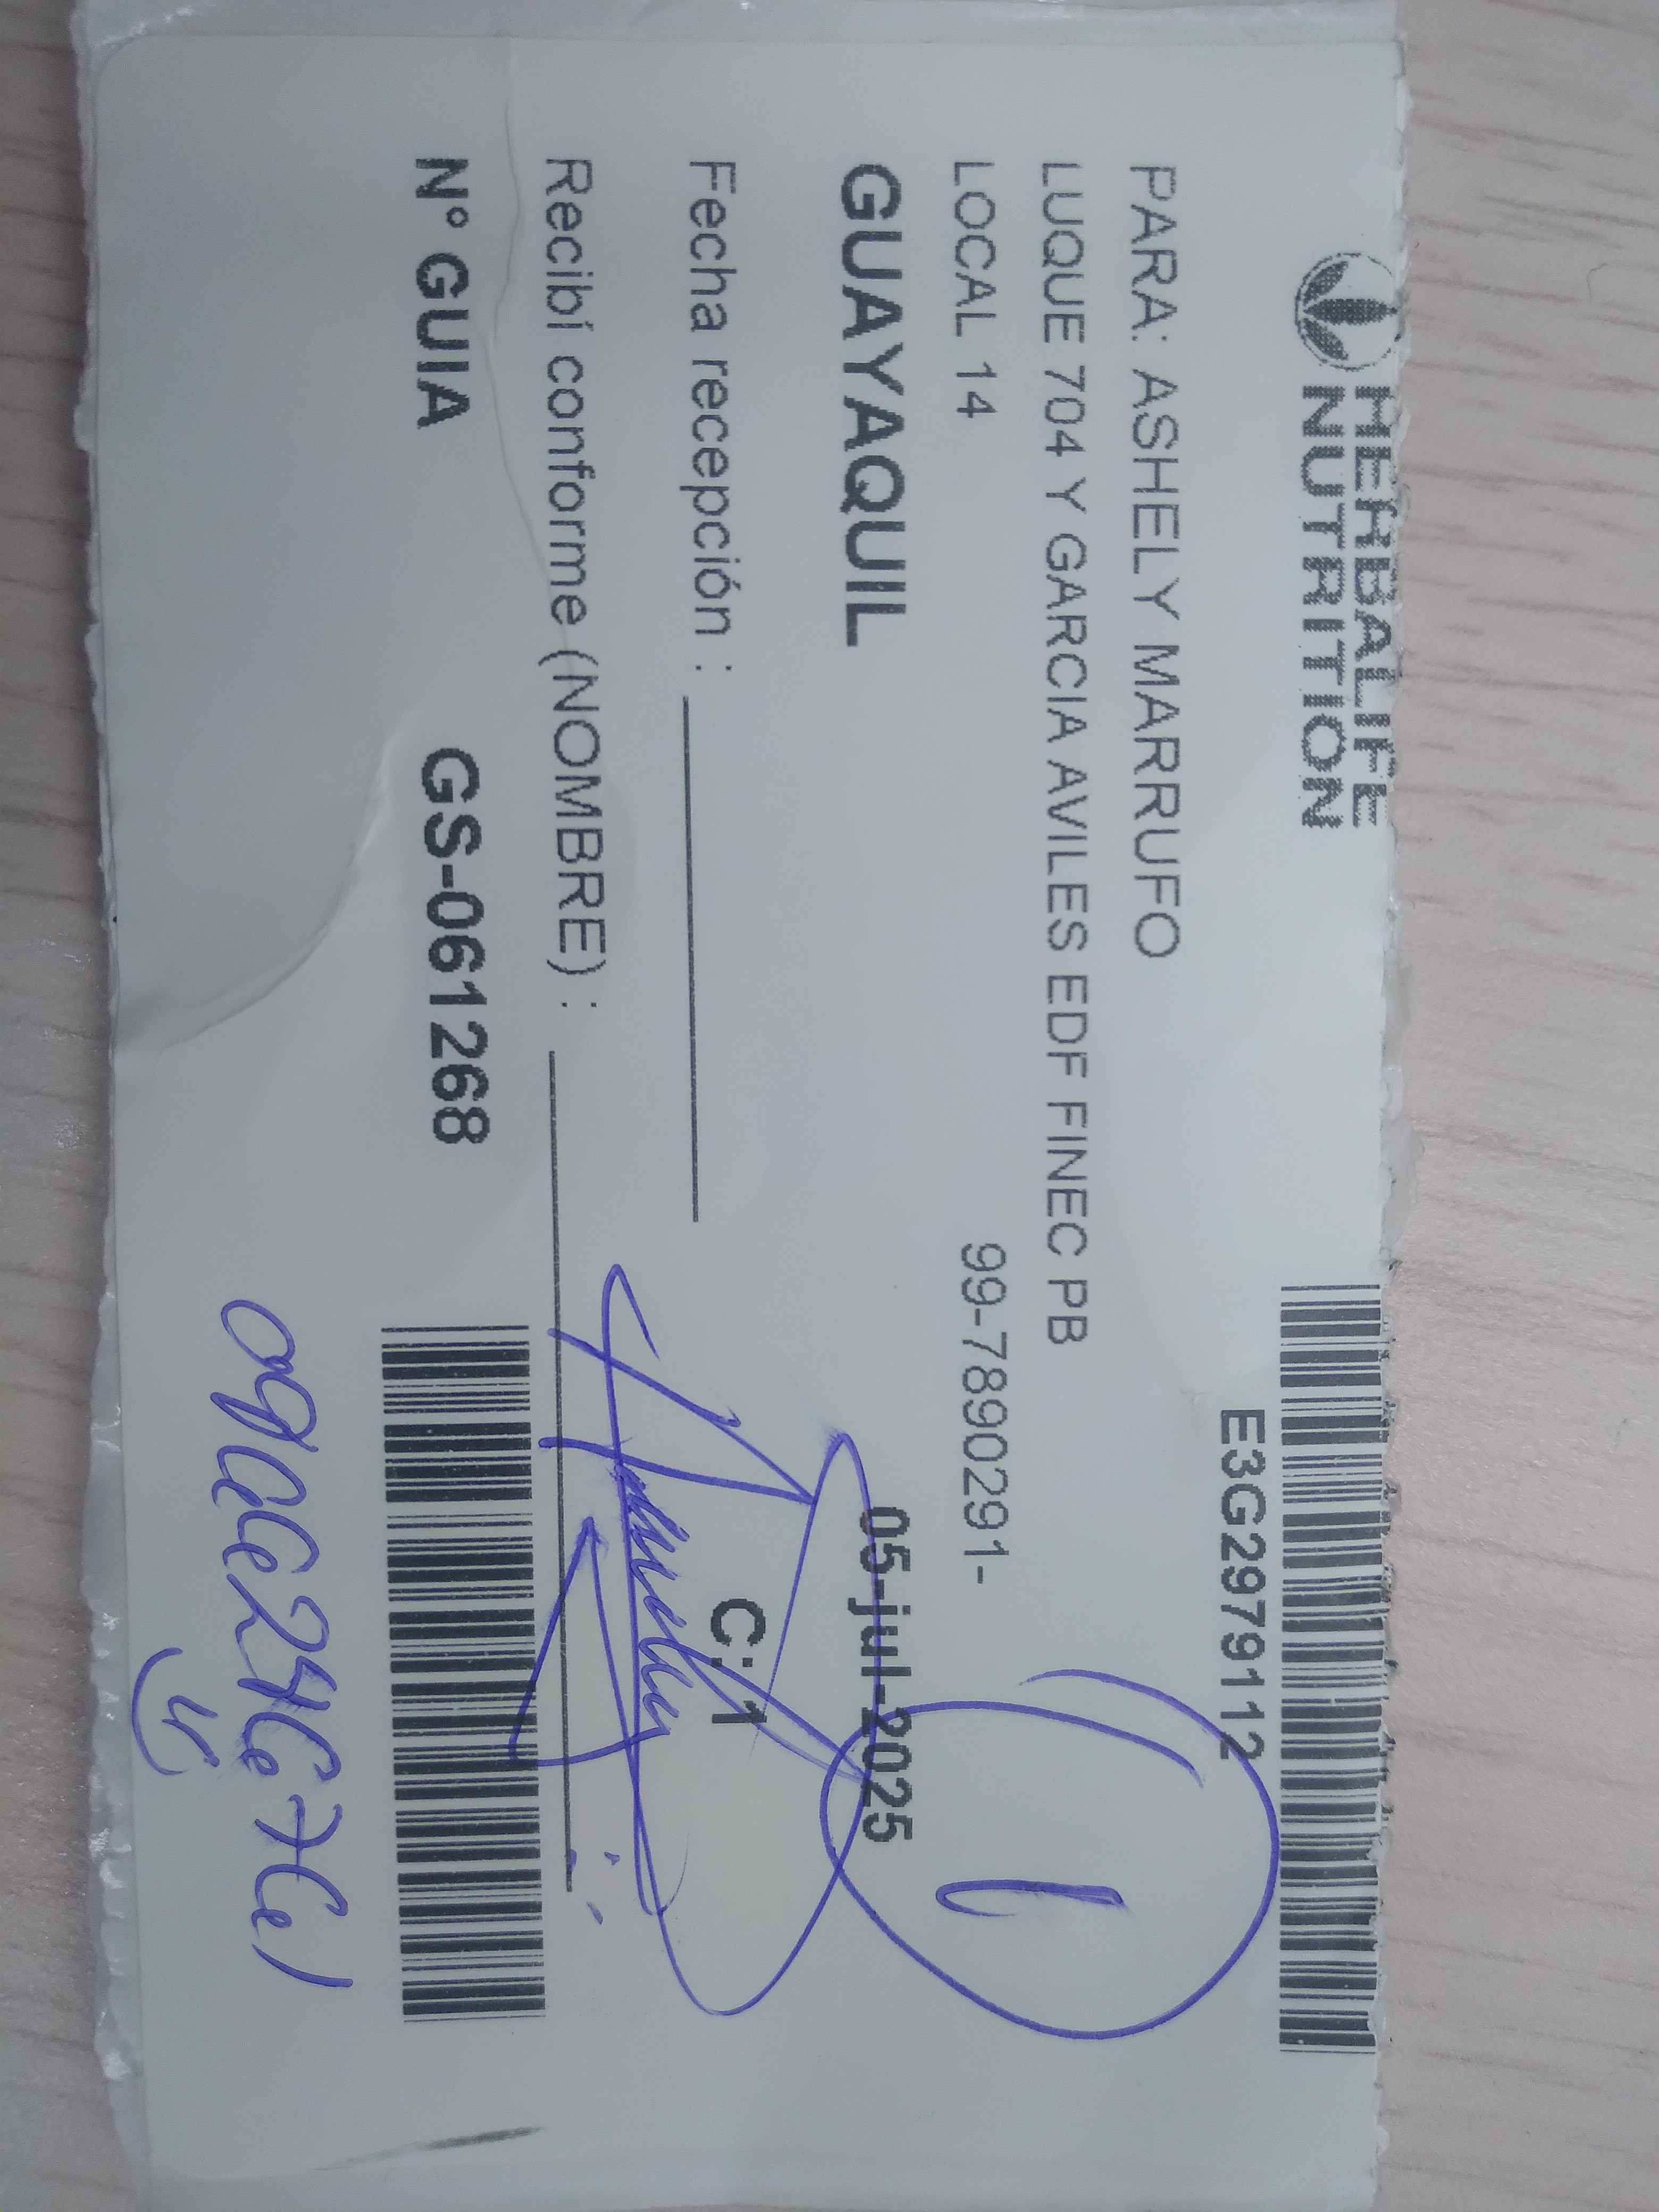 HERBALIFE
NUTRITION
E3G2979112
PARA: ASHELY MARRUFO
LUQUE 704 Y GARCIA AVILES EDF FINEC PB
LOCAL 14
99-7890291-
GUAYAQUIL
05-jul-2025
Fecha recepción :
C: 1
Recibí conforme (NOMBRE) :
N° GUIA
GS-061268